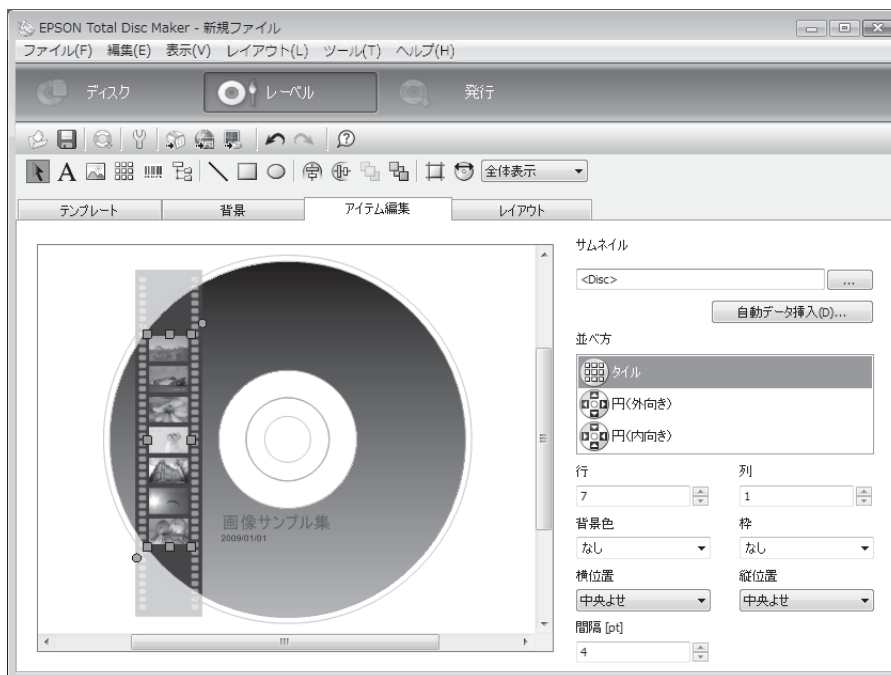 EPSON Total Disc Maker - 新規ファイル
ファイル(F) 編集(E) 表示(V) レイアウト(L) ツール(T) ヘルプ(H)
ディスク レーベル 発行
A 全体表示
テンプレート 背景 アイテム編集 レイアウト
サムネイル
<Disc> ...
自動データ挿入(D)...
並べ方
タイル
円(外向き)
円(内向き)
行 列
7 1
背景色 枠
なし なし
横位置 縦位置
中央よせ 中央よせ
間隔 [pt]
4
画像サンプル集
2009/01/01